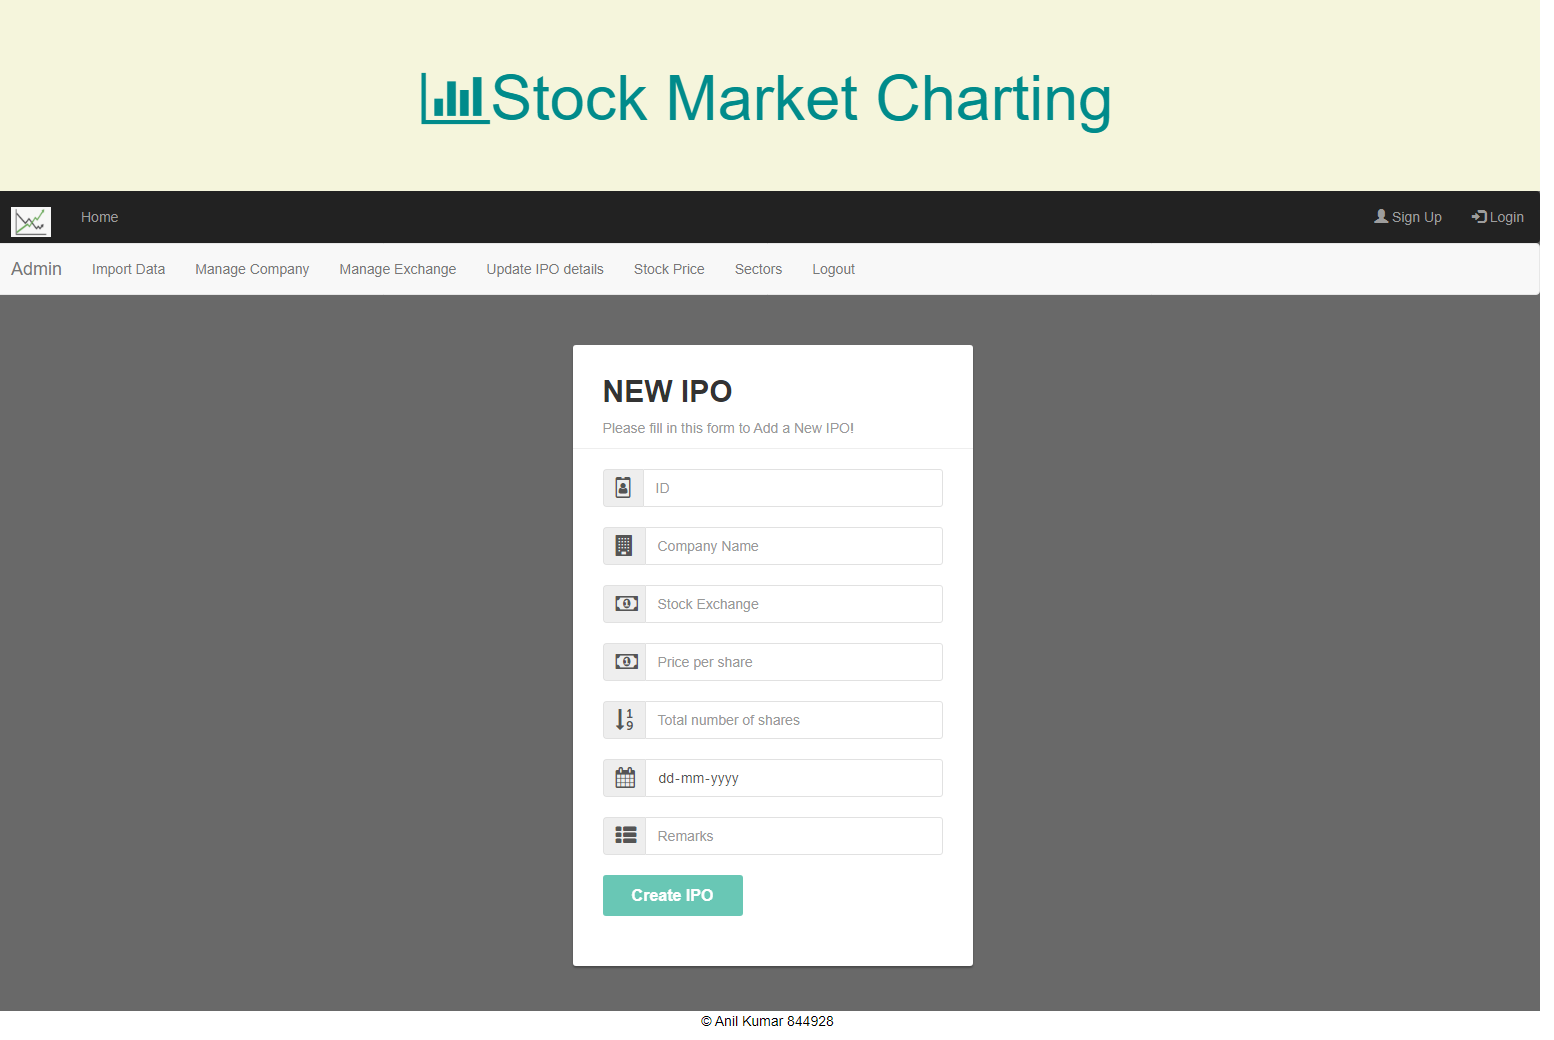 Stock Market Charting
Home
Sign Up
Login
Admin
Import Data
Manage Company
Manage Exchange
Update IPO details
Stock Price
Sectors
Logout
NEW IPO
Please fill in this form to Add a New IPO!
ID
Company Name
Stock Exchange
Price per share
Total number of shares
dd-mm-yyyy
Remarks
Create IPO
© Anil Kumar 844928